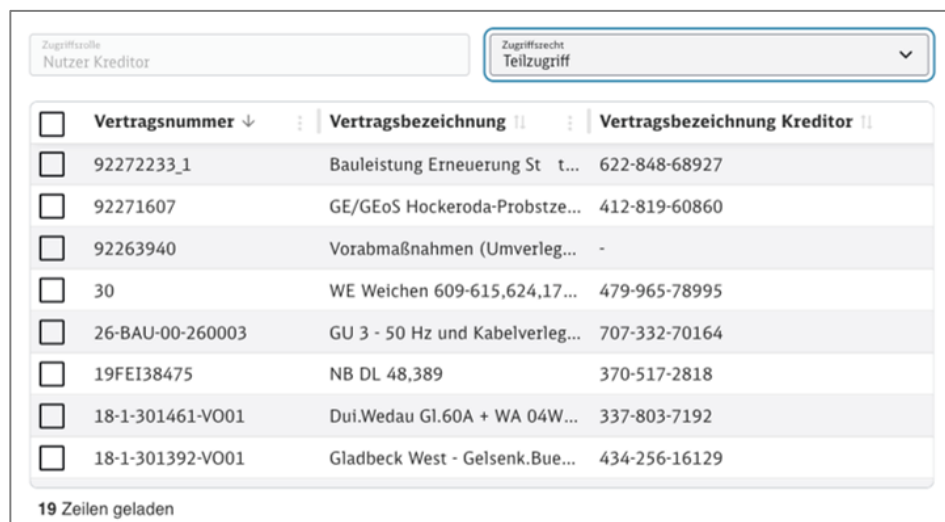 Zugriffsrolle Zugriffsrecht
Nutzer Kreditor Teilzugriff
Vertragsnummer Vertragsbezeichnung Vertragsbezeichnung Kreditor
92272233_1 Bauleistung Erneuerung St t... 622-848-68927
92271607 GE/GEoS Hockeroda-Probstze... 412-819-60860
92263940 Vorabmaßnahmen (Umverleg... -
30 WE Weichen 609-615,624,17... 479-965-78995
26-BAU-00-260003 GU 3 - 50 Hz und Kabelverleg... 707-332-70164
19FEI38475 NB DL 48,389 370-517-2818
18-1-301461-VO01 Dui.Wedau Gl.60A + WA 04W... 337-803-7192
18-1-301392-VO01 Gladbeck West - Gelsenk.Bue... 434-256-16129
19 Zeilen geladen